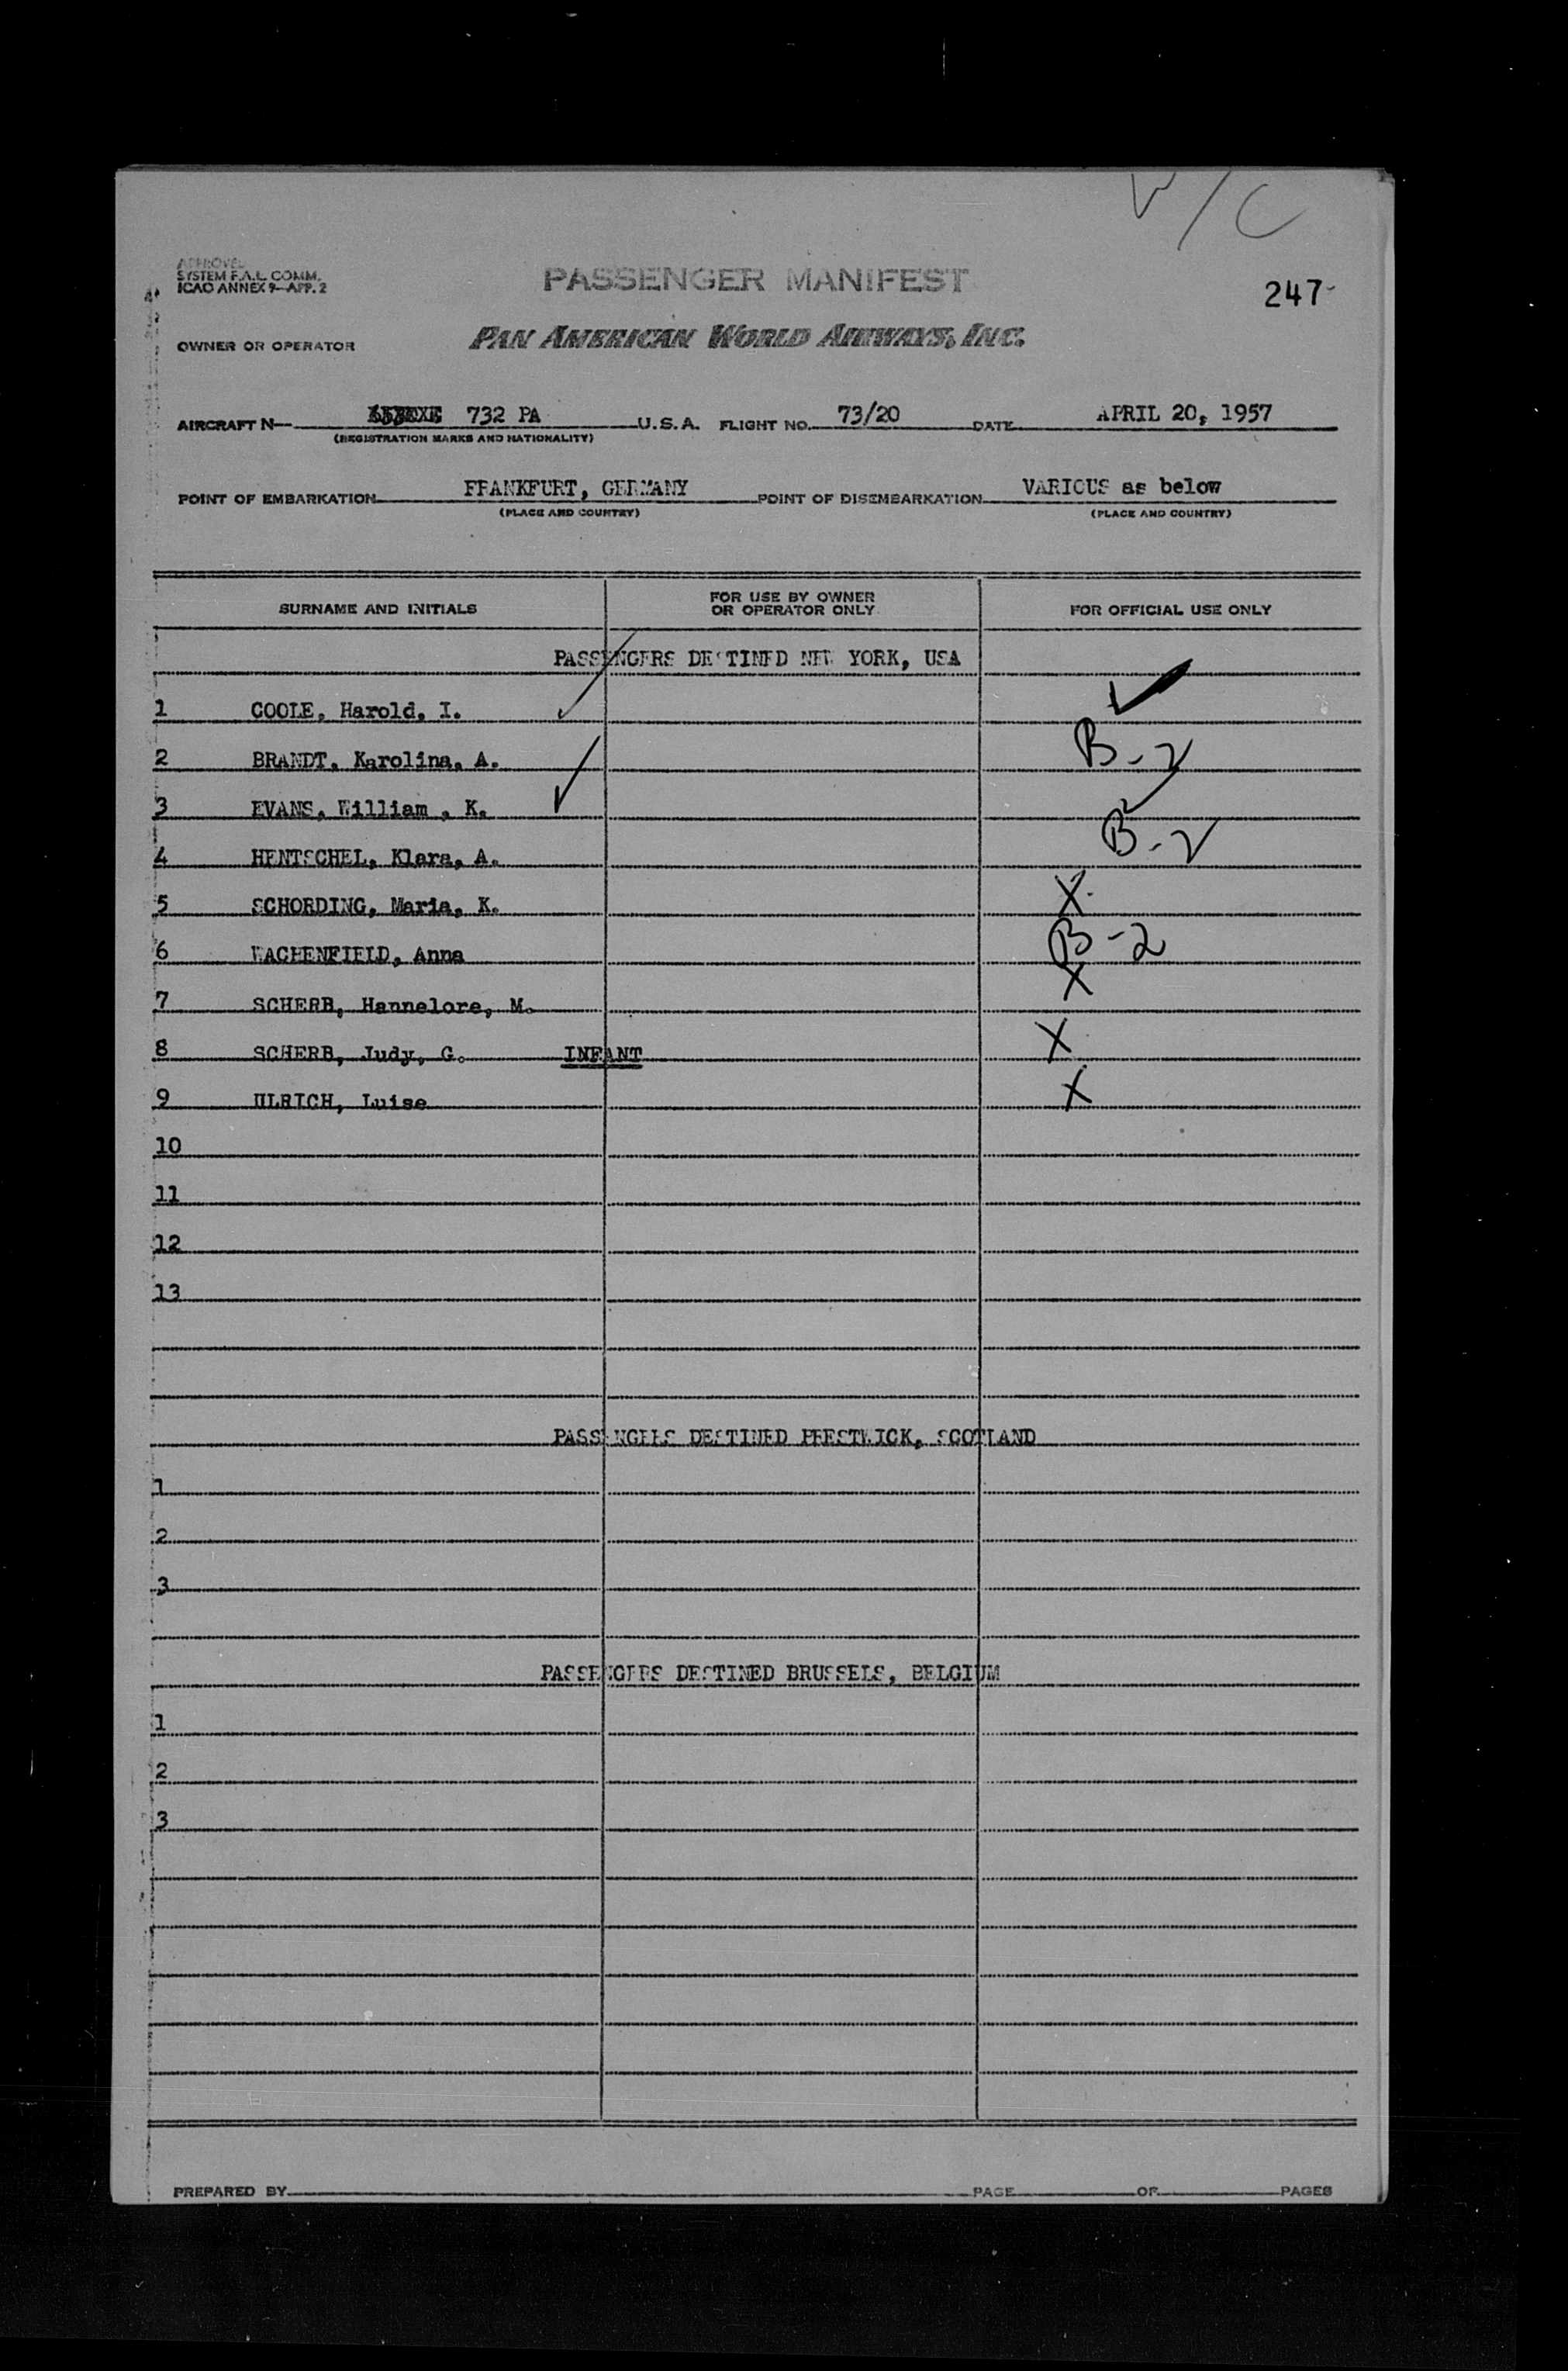 V/C
APPROVED
SYSTEM F.A.L. COMM.
ICAO ANNEX 9—APP. 2
PASSENGER MANIFEST
247-
OWNER OR OPERATOR PAN AMERICAN WORLD AIRWAYS, INC.
AIRCRAFT N— 732 PA U.S.A. FLIGHT NO. 73/20 DATE APRIL 20, 1957
(REGISTRATION MARKS AND NATIONALITY)
POINT OF EMBARKATION FRANKFURT, GERMANY POINT OF DISEMBARKATION VARIOUS as below
(PLACE AND COUNTRY) (PLACE AND COUNTRY)
SURNAME AND INITIALS FOR USE BY OWNER OR OPERATOR ONLY FOR OFFICIAL USE ONLY
PASSENGERS DESTINED NEW YORK, USA
1 COOLE, Harold, I. ✓ ✓
2 BRANDT, Karolina, A. B-2
3 EVANS, William , K. ✓ ✓
4 HENTSCHEL, Klara, A. B-2
5 SCHORDING, Maria, K. X
6 WACHENFIELD, Anna B-2
7 SCHERB, Hannelore, M. X
8 SCHERB, Judy, G. INFANT X
9 ULRICH, Luise X
10
11
12
13
PASSENGERS DESTINED PRESTWICK, SCOTLAND
1
2
3
PASSENGERS DESTINED BRUSSELS, BELGIUM
1
2
3
PREPARED BY PAGE OF PAGES